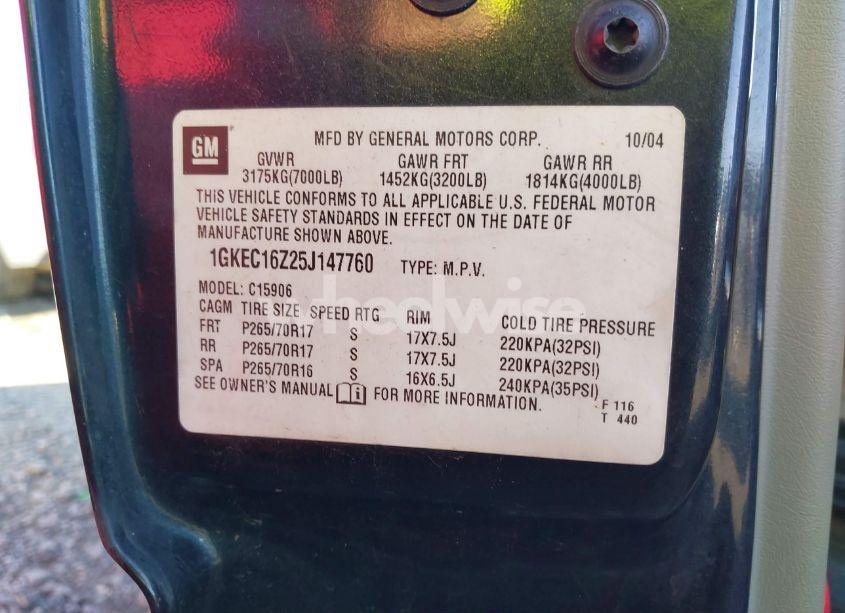 GM
MFD BY GENERAL MOTORS CORP. 10/04
GVWR GAWR FRT GAWR RR
3175KG(7000LB) 1452KG(3200LB) 1814KG(4000LB)
THIS VEHICLE CONFORMS TO ALL APPLICABLE U.S. FEDERAL MOTOR
VEHICLE SAFETY STANDARDS IN EFFECT ON THE DATE OF
MANUFACTURE SHOWN ABOVE.
1GKEC16Z25J147760 TYPE: M.P.V.
MODEL: C15906
CAGM TIRE SIZE SPEED RTG RIM COLD TIRE PRESSURE
FRT P265/70R17 S 17X7.5J 220KPA(32PSI)
RR P265/70R17 S 17X7.5J 220KPA(32PSI)
SPA P265/70R16 S 16X6.5J 240KPA(35PSI)
SEE OWNER'S MANUAL FOR MORE INFORMATION.
F 116
T 440